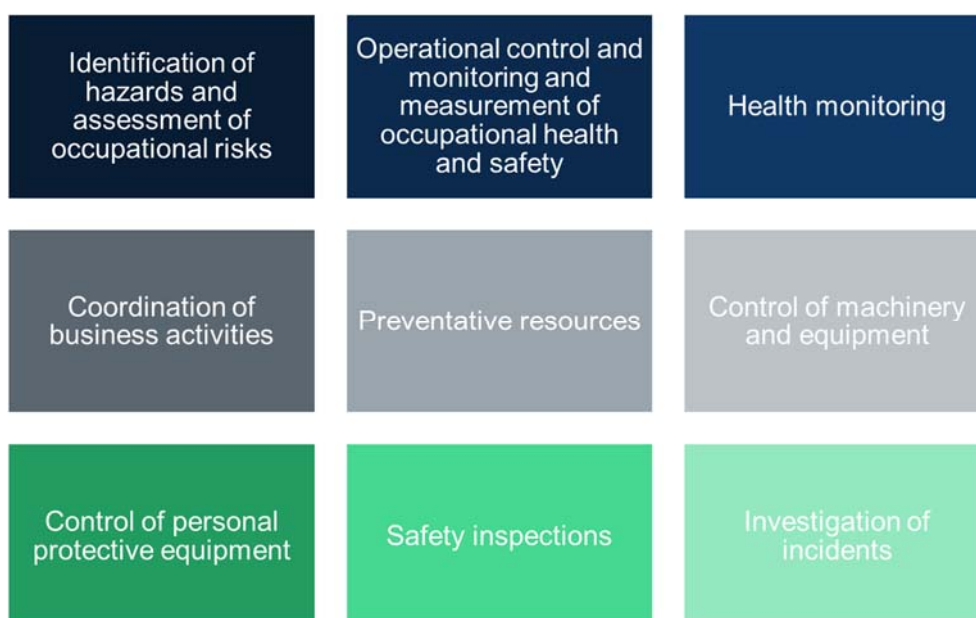 Identification of
hazards and
assessment of
occupational risks
Operational control and
monitoring and
measurement of
occupational health
and safety
Health monitoring
Coordination of
business activities
Preventative resources
Control of machinery
and equipment
Control of personal
protective equipment
Safety inspections
Investigation of
incidents